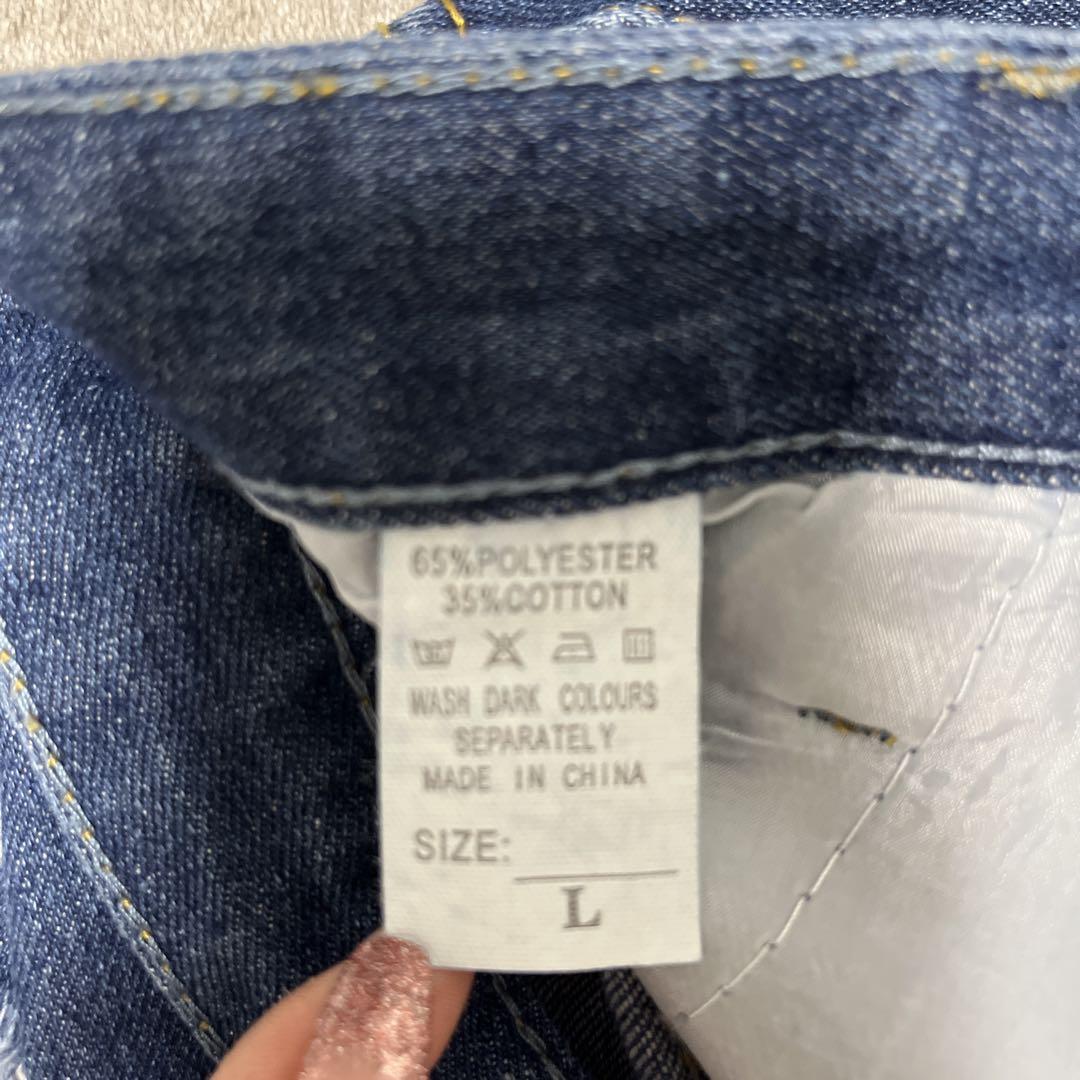 65%POLYESTER
35%COTTON
WASH DARK COLOURS
SEPARATELY
MADE IN CHINA
SIZE:
L